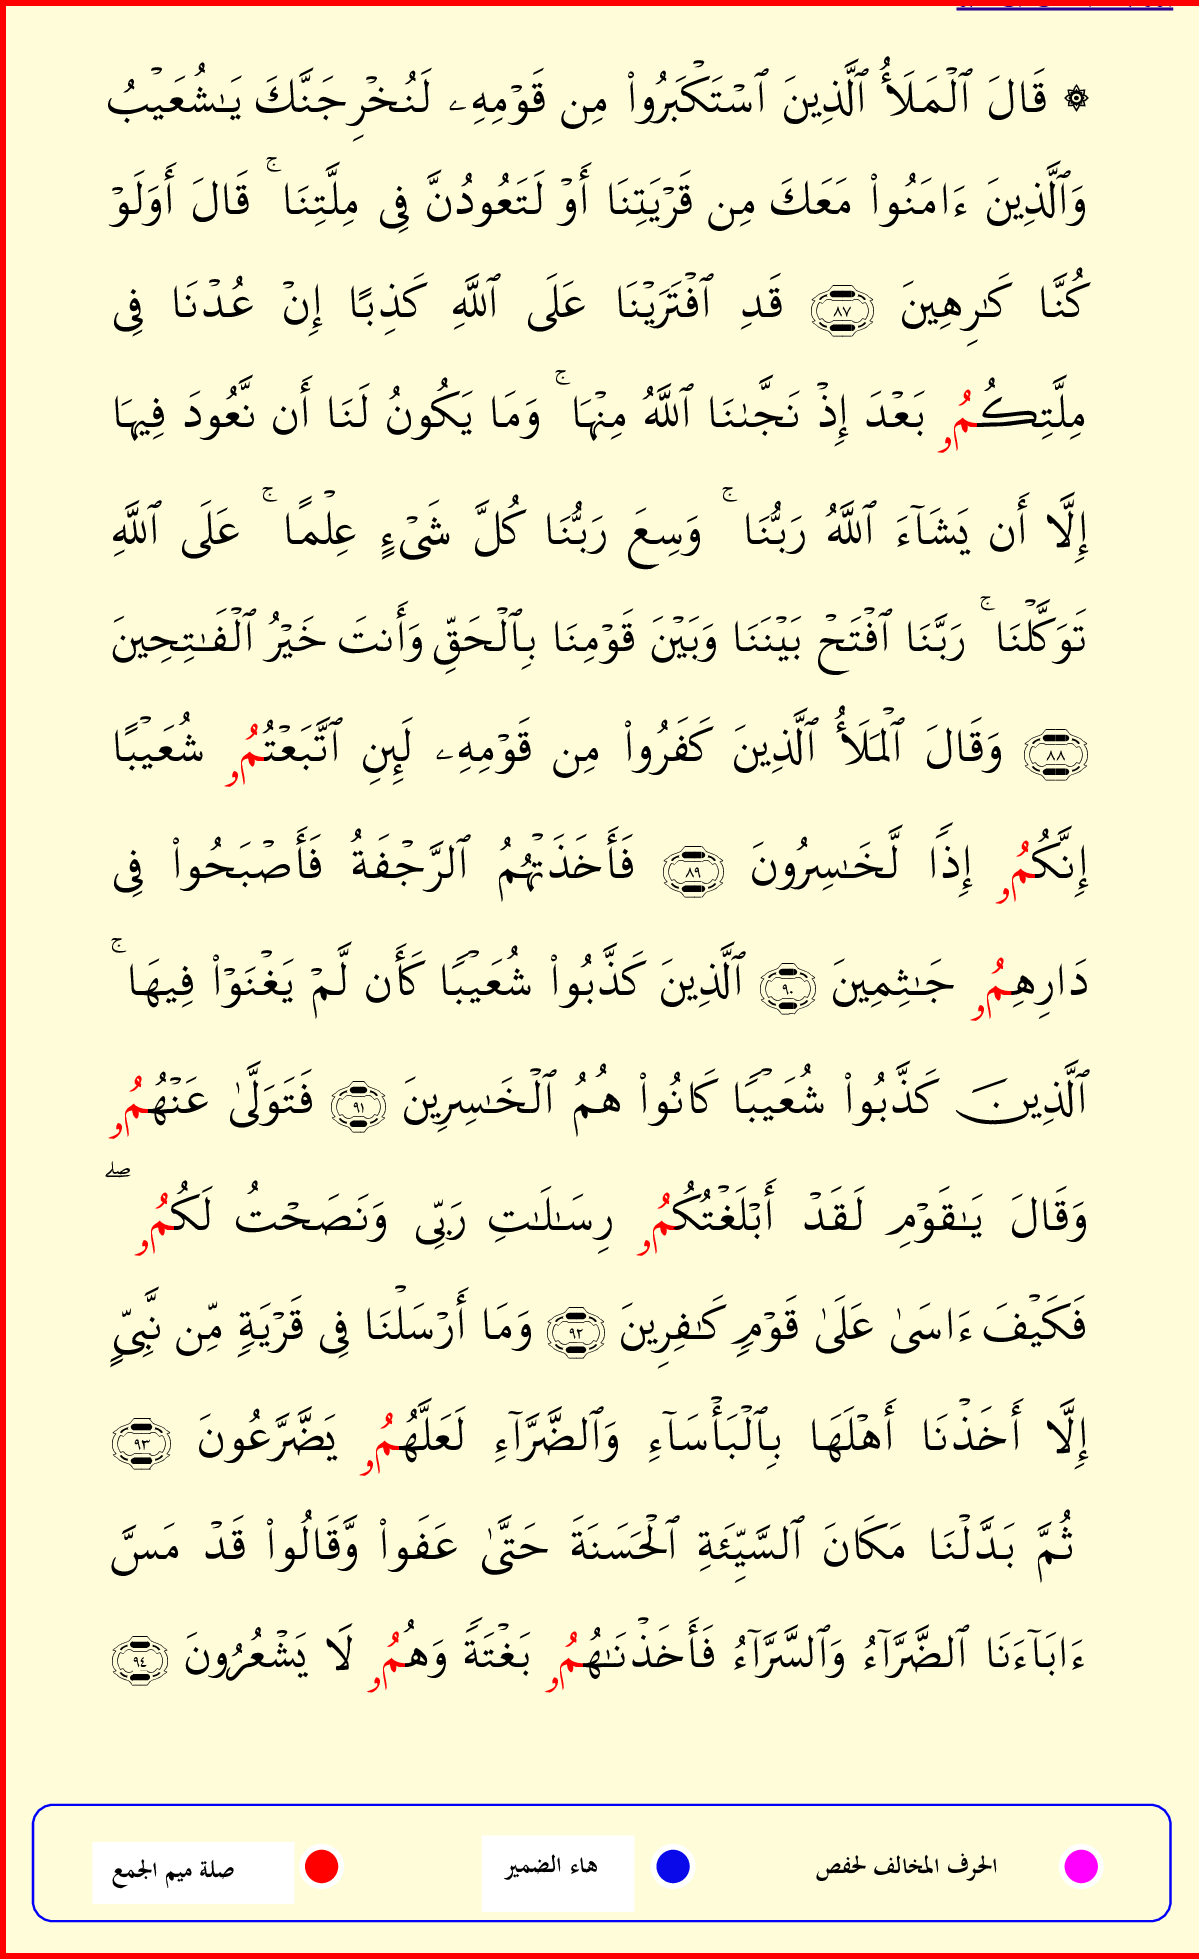 ۞ قَالَ ٱلۡمَلَأُ ٱلَّذِينَ ٱسۡتَكۡبَرُواْ مِن قَوۡمِهِۦ لَنُخۡرِجَنَّكَ يَـٰشُعَيۡبُ
وَٱلَّذِينَ ءَامَنُواْ مَعَكَ مِن قَرۡيَتِنَا أَوۡ لَتَعُودُنَّ فِى مِلَّتِنَا ۚ قَالَ أَوَلَوۡ
كُنَّا كَـٰرِهِينَ ٨٧ قَدِ ٱفۡتَرَيۡنَا عَلَى ٱللَّهِ كَذِبًا إِنۡ عُدۡنَا فِى
مِلَّتِكُمُۥ بَعۡدَ إِذۡ نَجَّىٰنَا ٱللَّهُ مِنۡهَا ۚ وَمَا يَكُونُ لَنَا أَن نَّعُودَ فِيهَا
إِلَّا أَن يَشَآءَ ٱللَّهُ رَبُّنَا ۚ وَسِعَ رَبُّنَا كُلَّ شَىۡءٍ عِلۡمًا ۚ عَلَى ٱللَّهِ
تَوَكَّلۡنَا ۚ رَبَّنَا ٱفۡتَحۡ بَيۡنَنَا وَبَيۡنَ قَوۡمِنَا بِٱلۡحَقِّ وَأَنتَ خَيۡرُ ٱلۡفَـٰتِحِينَ
٨٨ وَقَالَ ٱلۡمَلَأُ ٱلَّذِينَ كَفَرُواْ مِن قَوۡمِهِۦ لَئِنِ ٱتَّبَعۡتُمُۥ شُعَيۡبًا
إِنَّكُمُۥ إِذًا لَّخَـٰسِرُونَ ٨٩ فَأَخَذَتۡهُمُ ٱلرَّجۡفَةُ فَأَصۡبَحُواْ فِى
دَارِهِمُۥ جَـٰثِمِينَ ٩٠ ٱلَّذِينَ كَذَّبُواْ شُعَيۡبًا كَأَن لَّمۡ يَغۡنَوۡاْ فِيهَا ۚ
ٱلَّذِينَ كَذَّبُواْ شُعَيۡبًا كَانُواْ هُمُ ٱلۡخَـٰسِرِينَ ٩١ فَتَوَلَّىٰ عَنۡهُمُۥ
وَقَالَ يَـٰقَوۡمِ لَقَدۡ أَبۡلَغۡتُكُمُۥ رِسَـٰلَـٰتِ رَبِّى وَنَصَحۡتُ لَكُمُۥ ۖ
فَكَيۡفَ ءَاسَىٰ عَلَىٰ قَوۡمٍ كَـٰفِرِينَ ٩٢ وَمَا أَرۡسَلۡنَا فِى قَرۡيَةٍ مِّن نَّبِىٍّ
إِلَّا أَخَذۡنَا أَهۡلَهَا بِٱلۡبَأۡسَآءِ وَٱلضَّرَّآءِ لَعَلَّهُمُۥ يَضَّرَّعُونَ ٩٣
ثُمَّ بَدَّلۡنَا مَكَانَ ٱلسَّيِّئَةِ ٱلۡحَسَنَةَ حَتَّىٰ عَفَواْ وَّقَالُواْ قَدۡ مَسَّ
ءَابَآءَنَا ٱلضَّرَّآءُ وَٱلسَّرَّآءُ فَأَخَذۡنَـٰهُمُۥ بَغۡتَةً وَهُمُۥ لَا يَشۡعُرُونَ ٩٤
الحرف المخالف لحفص هاء الضمير صلة ميم الجمع